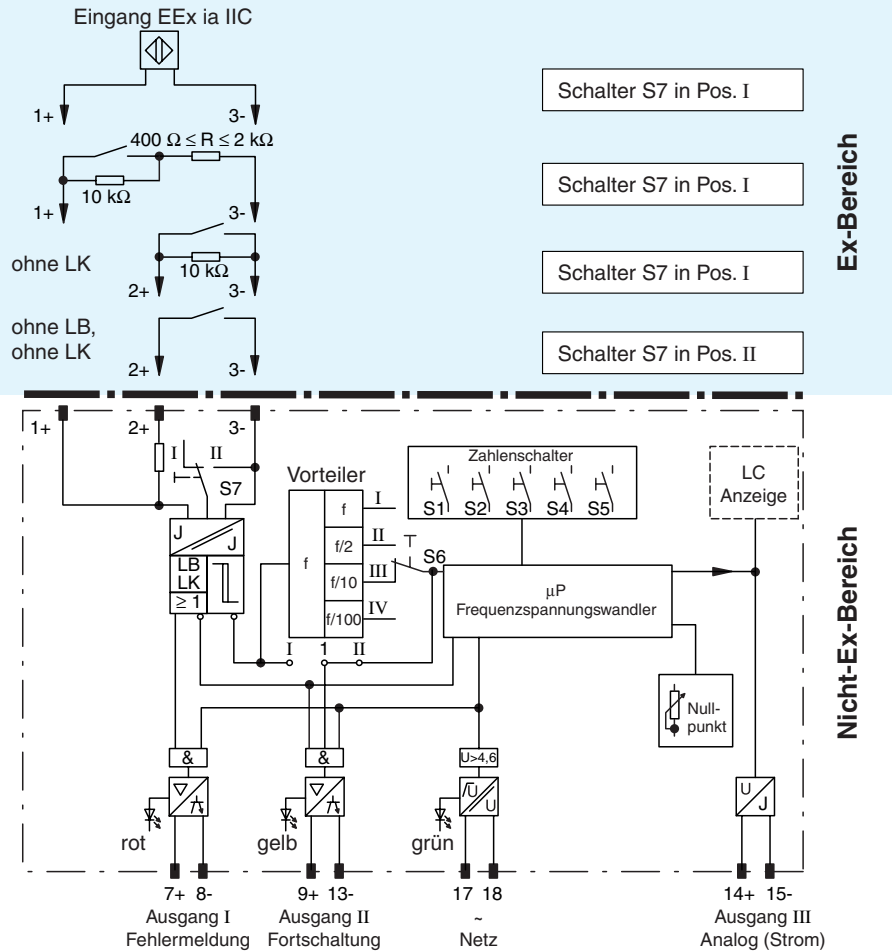 Eingang EEx ia IIC
1+ 3-
Schalter S7 in Pos. I
400 Ω ≤ R ≤ 2 kΩ
10 kΩ
1+ 3-
Schalter S7 in Pos. I
ohne LK
10 kΩ
2+ 3-
Schalter S7 in Pos. I
ohne LB,
ohne LK
2+ 3-
Schalter S7 in Pos. II
Ex-Bereich
1+ 2+ 3-
I II
S7
J
J
LB
LK
≥ 1
Vorteiler
f
f
f/2
f/10
f/100
I
II
III
IV
S6
I 1 II
Zahlenschalter
S1 S2 S3 S4 S5
LC
Anzeige
µP
Frequenzspannungswandler
Null-
punkt
Nicht-Ex-Bereich
&
&
U>4,6
U
U
U
J
rot
gelb
grün
7+ 8-
Ausgang I
Fehlermeldung
9+ 13-
Ausgang II
Fortschaltung
17 18
~
Netz
14+ 15-
Ausgang III
Analog (Strom)